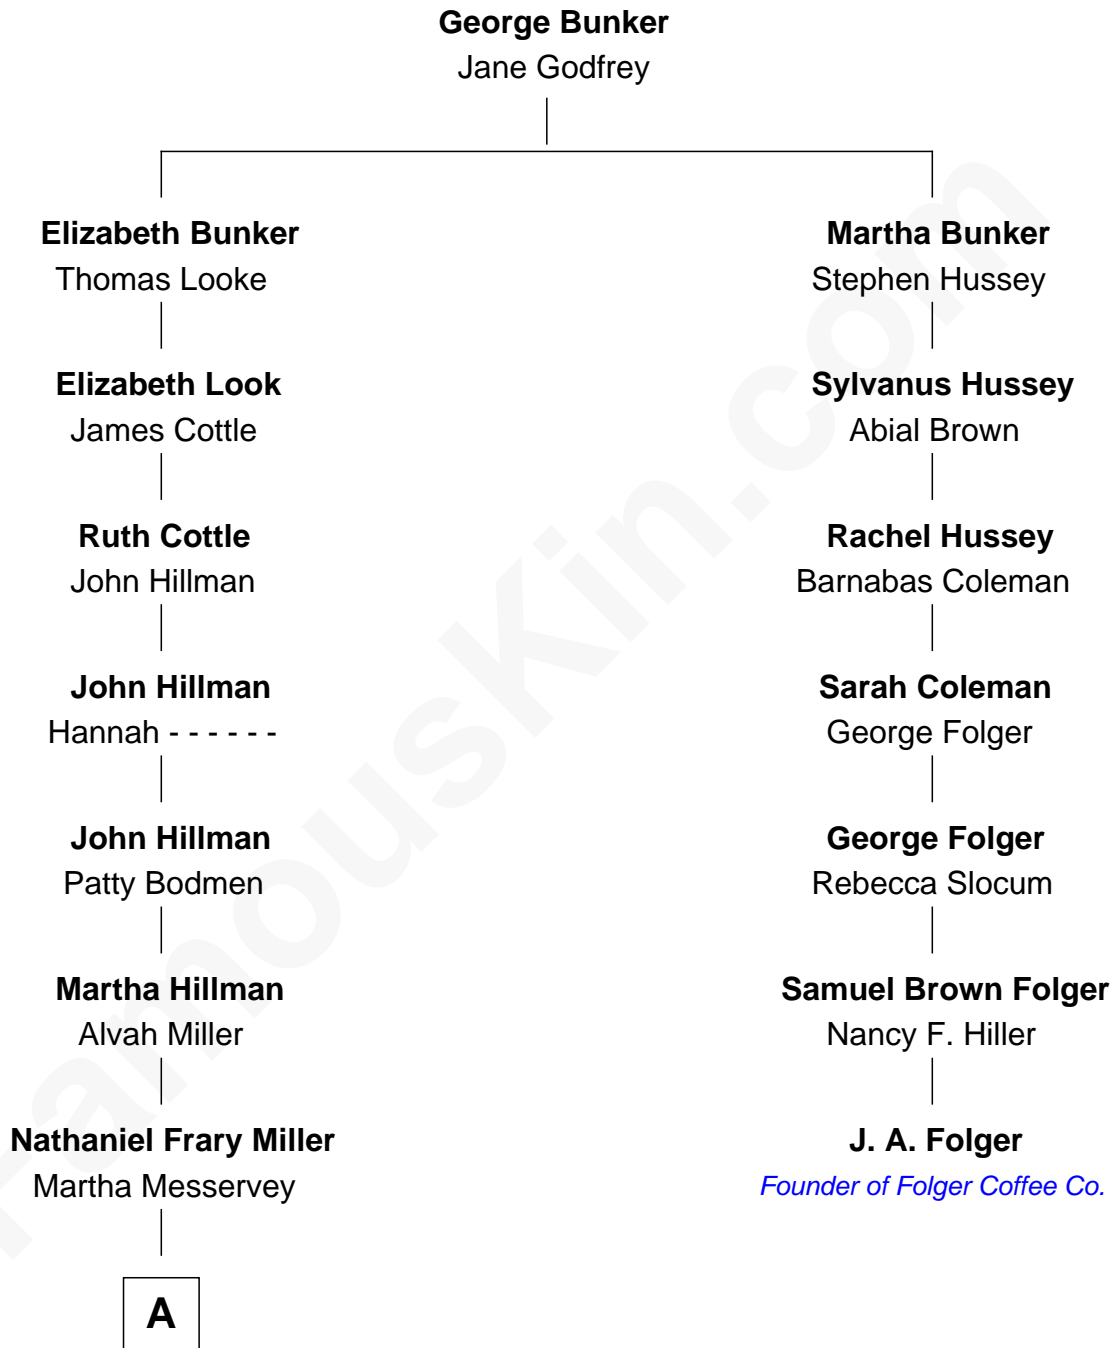 George Bunker
Jane Godfrey
Elizabeth Bunker
Thomas Looke
Martha Bunker
Stephen Hussey
Elizabeth Look
James Cottle
Sylvanus Hussey
Abial Brown
Ruth Cottle
John Hillman
Rachel Hussey
Barnabas Coleman
John Hillman
Hannah - - - - - -
Sarah Coleman
George Folger
John Hillman
Patty Bodmen
George Folger
Rebecca Slocum
Martha Hillman
Alvah Miller
Samuel Brown Folger
Nancy F. Hiller
Nathaniel Frary Miller
Martha Messervey
J. A. Folger
Founder of Folger Coffee Co.
A
FamousKin.com